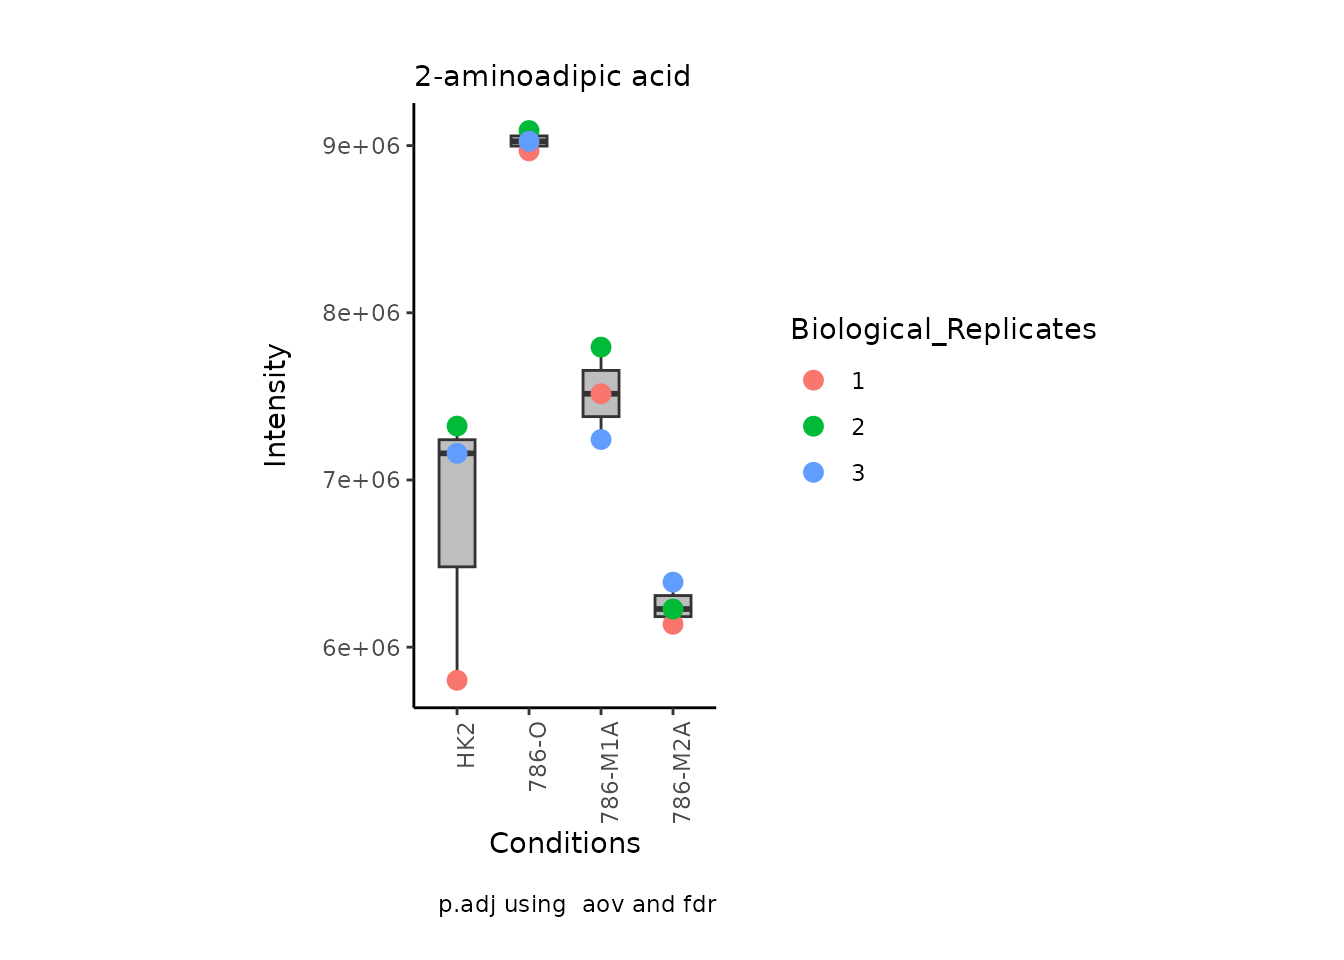 2-aminoadipic acid
9e+06
8e+06
7e+06
6e+06
Intensity
HK2
786-O
786-M1A
786-M2A
Conditions
p.adj using  aov and fdr
Biological_Replicates
1
2
3